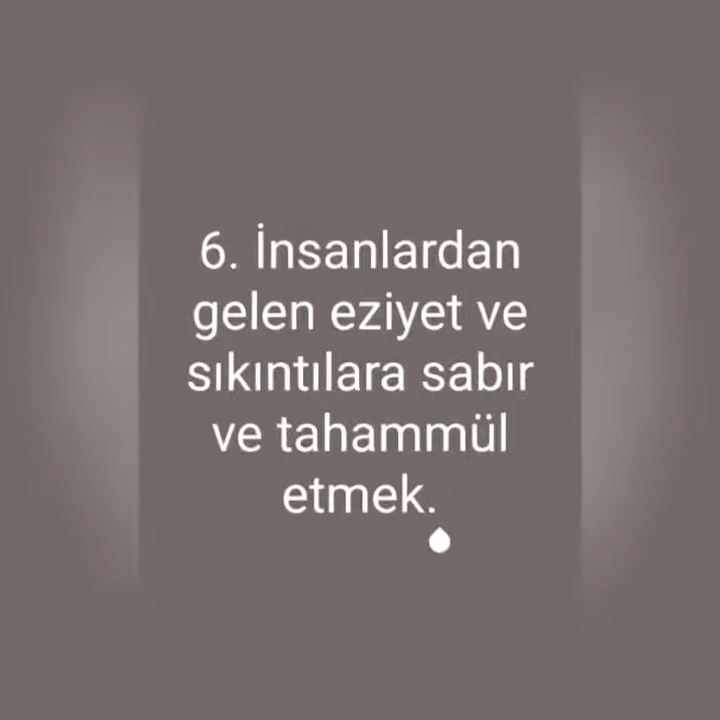 6. İnsanlardan
gelen eziyet ve
sıkıntılara sabır
ve tahammül
etmek.